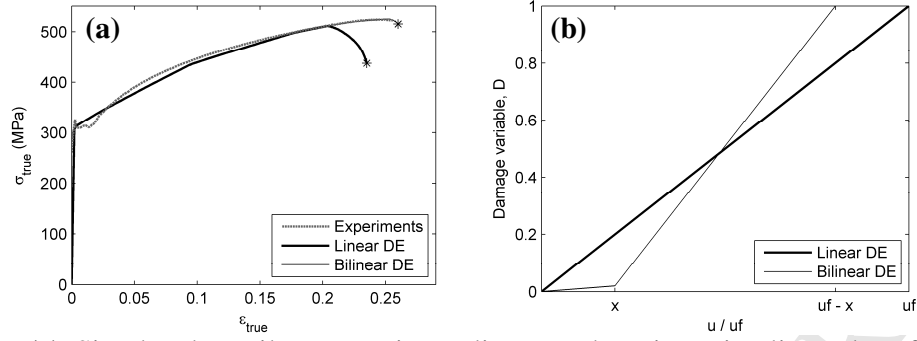 (a)
500
400
300
200
100
0
σtrue (MPa)
0
0.05
0.1
0.15
0.2
0.25
εtrue
Experiments
Linear DE
Bilinear DE
(b)
1
0.8
0.6
0.4
0.2
0
Damage variable, D
x
uf - x
uf
u / uf
Linear DE
Bilinear DE